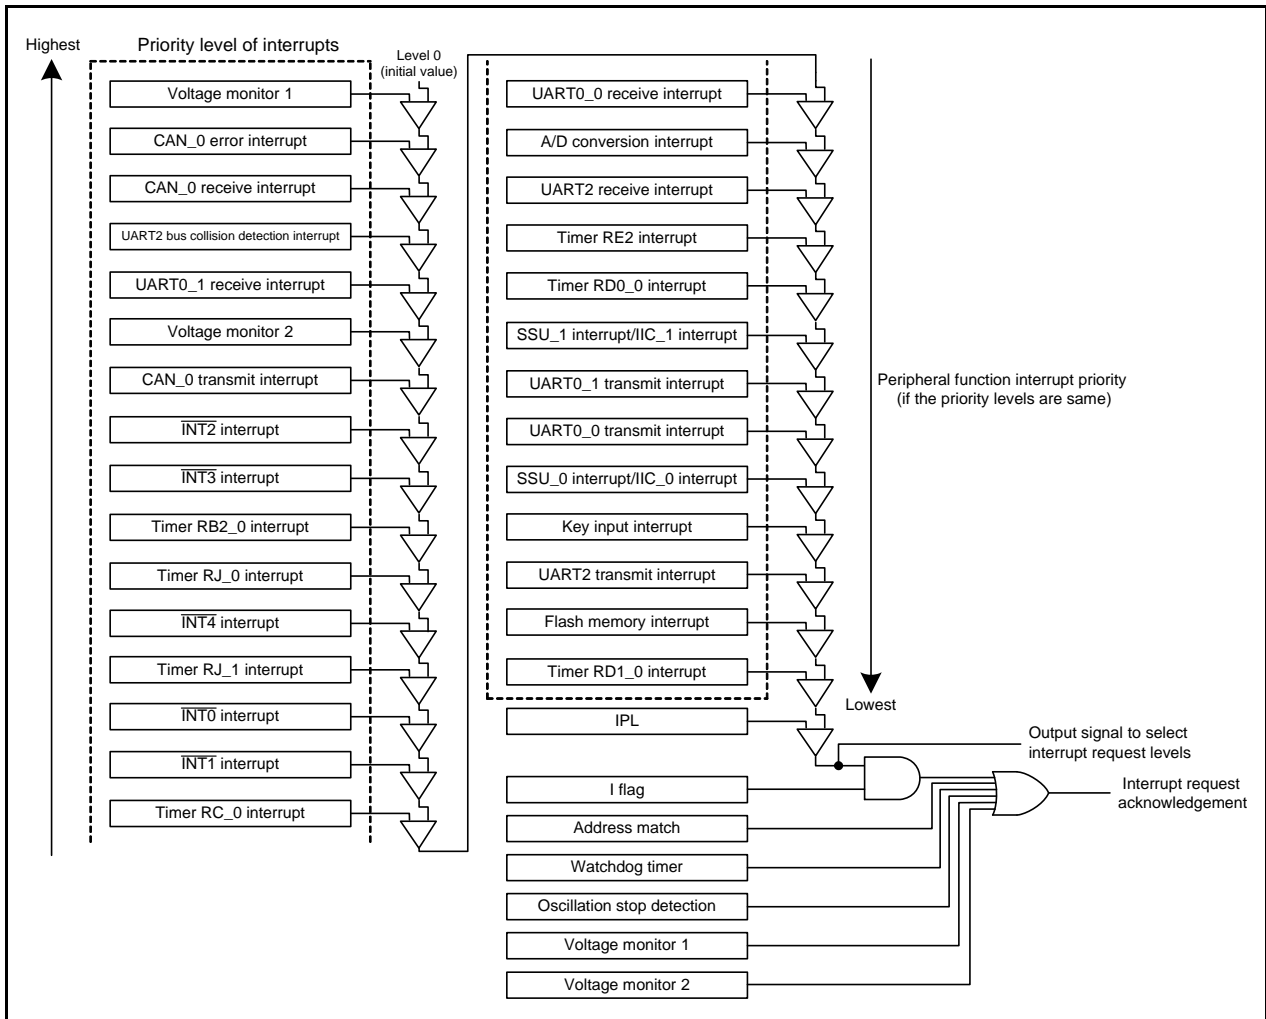 Highest
Priority level of interrupts
Level 0
(initial value)
Voltage monitor 1
CAN_0 error interrupt
CAN_0 receive interrupt
UART2 bus collision detection interrupt
UART0_1 receive interrupt
Voltage monitor 2
CAN_0 transmit interrupt
INT2 interrupt
INT3 interrupt
Timer RB2_0 interrupt
Timer RJ_0 interrupt
INT4 interrupt
Timer RJ_1 interrupt
INT0 interrupt
INT1 interrupt
Timer RC_0 interrupt
UART0_0 receive interrupt
A/D conversion interrupt
UART2 receive interrupt
Timer RE2 interrupt
Timer RD0_0 interrupt
SSU_1 interrupt/IIC_1 interrupt
UART0_1 transmit interrupt
UART0_0 transmit interrupt
SSU_0 interrupt/IIC_0 interrupt
Key input interrupt
UART2 transmit interrupt
Flash memory interrupt
Timer RD1_0 interrupt
IPL
I flag
Address match
Watchdog timer
Oscillation stop detection
Voltage monitor 1
Voltage monitor 2
Peripheral function interrupt priority
(if the priority levels are same)
Lowest
Output signal to select
interrupt request levels
Interrupt request
acknowledgement